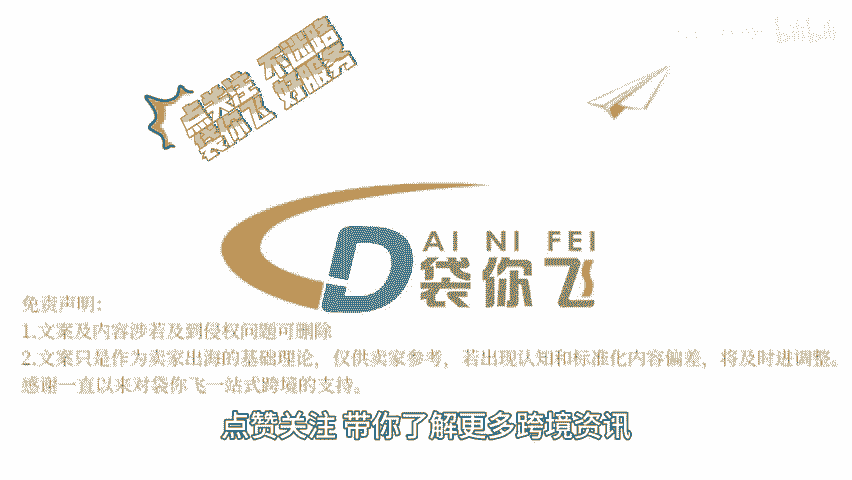 点关注 不迷路
袋你飞 好服务
bilibili
D
AI NI FEI
袋你飞
免责声明：
1.文案及内容涉若及到侵权问题可删除
2.文案只是作为卖家出海的基础理论，仅供卖家参考，若出现认知和标准化内容偏差，将及时进调整。
感谢一直以来对袋你飞一站式跨境的支持。
点赞关注 带你了解更多跨境资讯